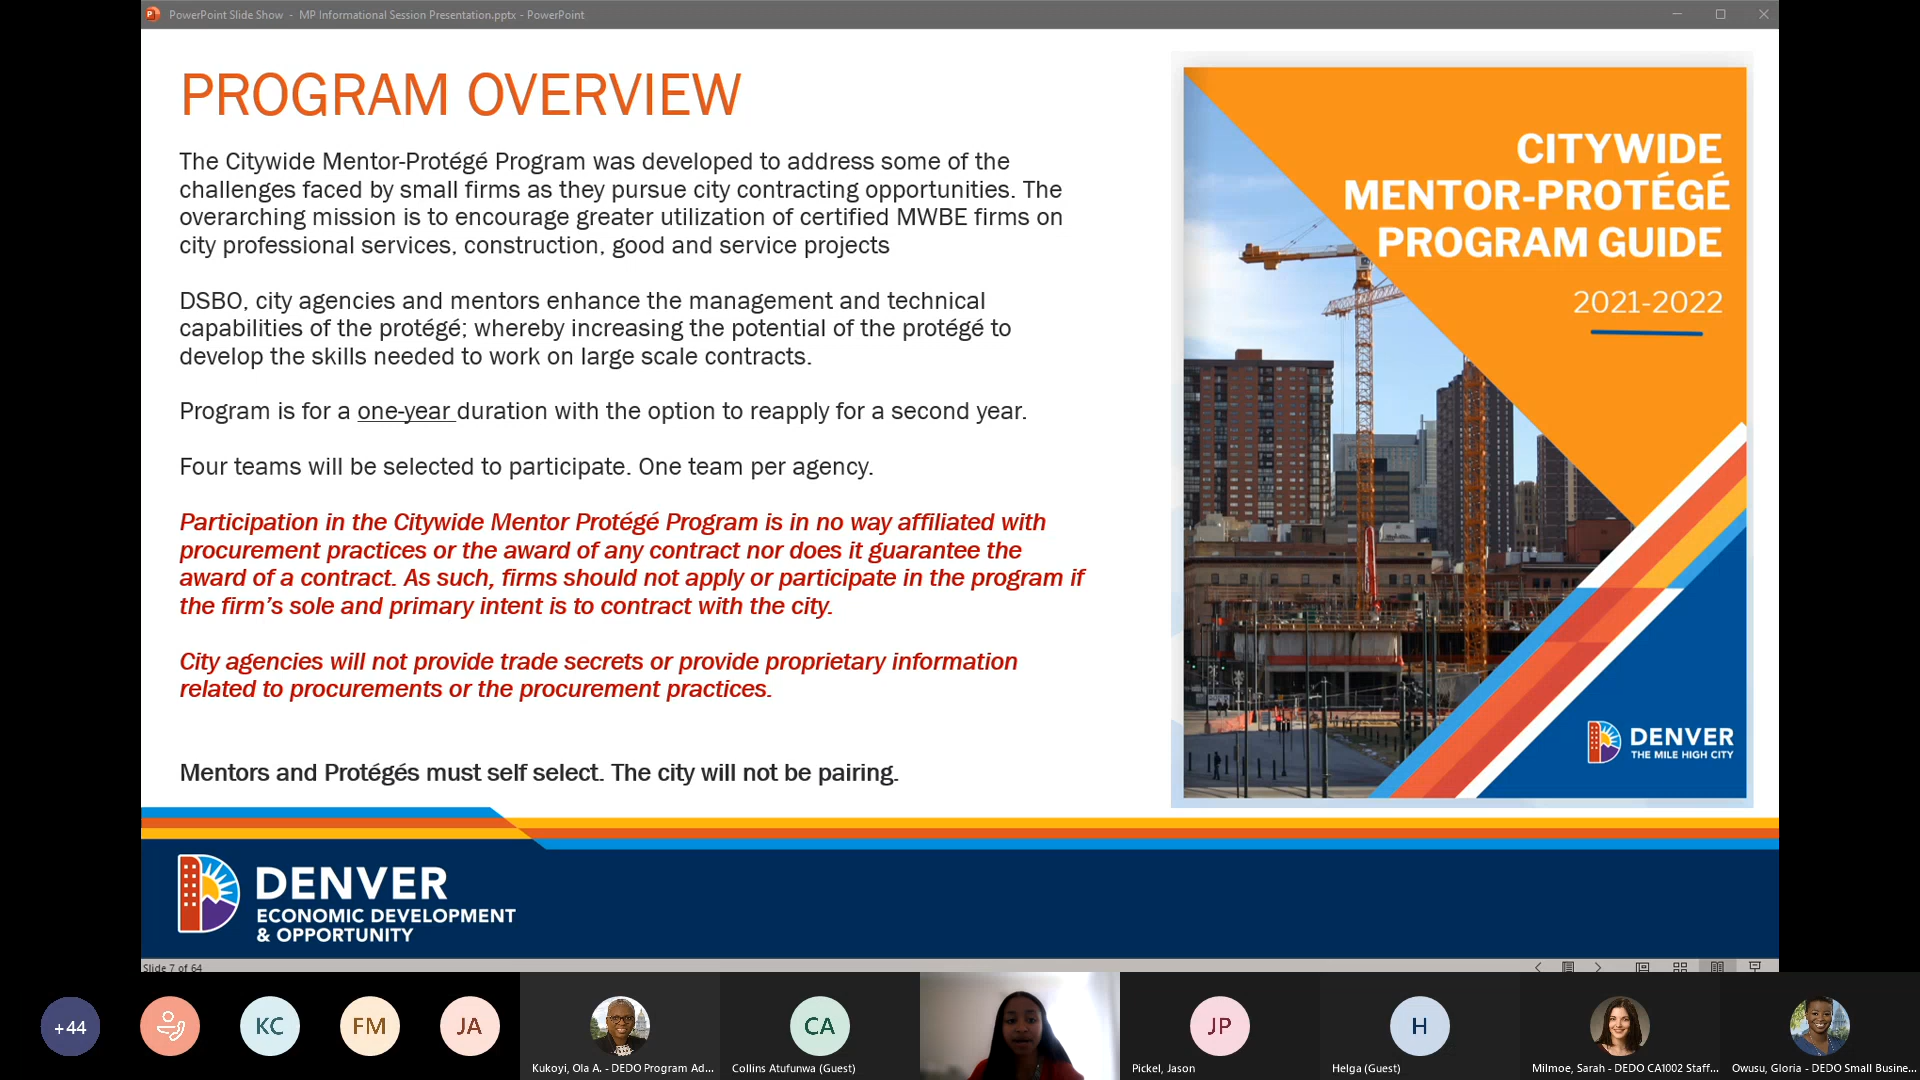 PowerPoint Slide Show - MP Informational Session Presentation.pptx - PowerPoint
PROGRAM OVERVIEW
The Citywide Mentor-Protégé Program was developed to address some of the
challenges faced by small firms as they pursue city contracting opportunities. The
overarching mission is to encourage greater utilization of certified MWBE firms on
city professional services, construction, good and service projects
DSBO, city agencies and mentors enhance the management and technical
capabilities of the protégé; whereby increasing the potential of the protégé to
develop the skills needed to work on large scale contracts.
Program is for a one-year duration with the option to reapply for a second year.
Four teams will be selected to participate. One team per agency.
Participation in the Citywide Mentor Protégé Program is in no way affiliated with
procurement practices or the award of any contract nor does it guarantee the
award of a contract. As such, firms should not apply or participate in the program if
the firm's sole and primary intent is to contract with the city.
City agencies will not provide trade secrets or provide proprietary information
related to procurements or the procurement practices.
Mentors and Protégés must self select. The city will not be pairing.
CITYWIDE
MENTOR-PROTÉGÉ
PROGRAM GUIDE
2021-2022
DENVER
THE MILE HIGH CITY
DENVER
ECONOMIC DEVELOPMENT
& OPPORTUNITY
Slide 7 of 64
+44
KC
FM
JA
CA
JP
H
Kukoyi, Ola A. - DEDO Program Ad...
Collins Atufunwa (Guest)
Pickel, Jason
Helga (Guest)
Milmoe, Sarah - DEDO CA1002 Staff...
Owusu, Gloria - DEDO Small Busine...